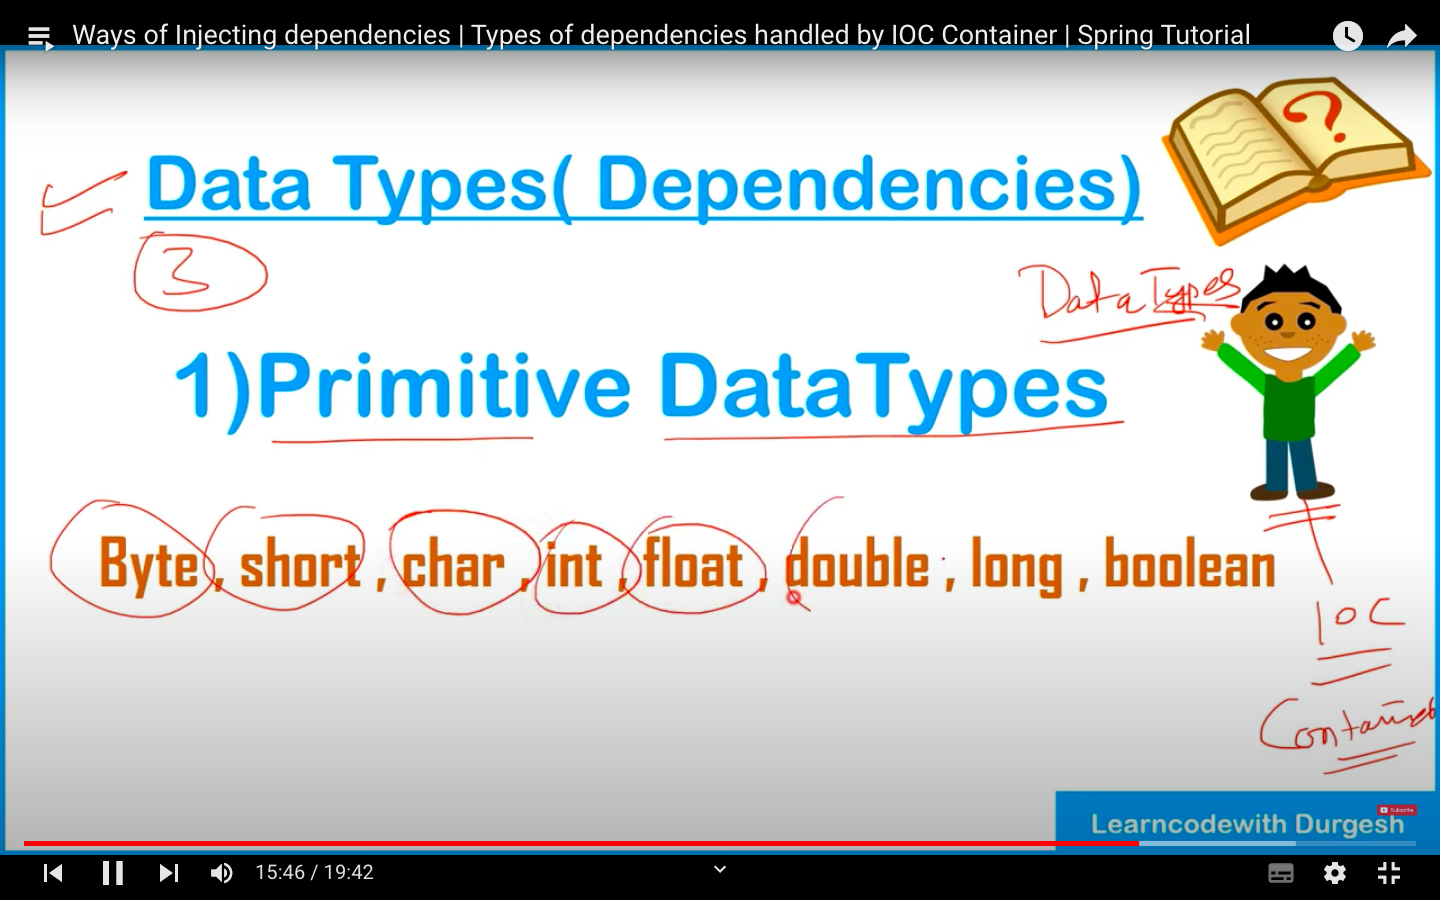 Ways of Injecting dependencies | Types of dependencies handled by IOC Container | Spring Tutorial
?
Data Types( Dependencies)
3
Data Types
1)Primitive DataTypes
Byte , short , char , int , float , double , long , boolean
IOC
Container
Subscribe
Learncodewith Durgesh
15:46 / 19:42